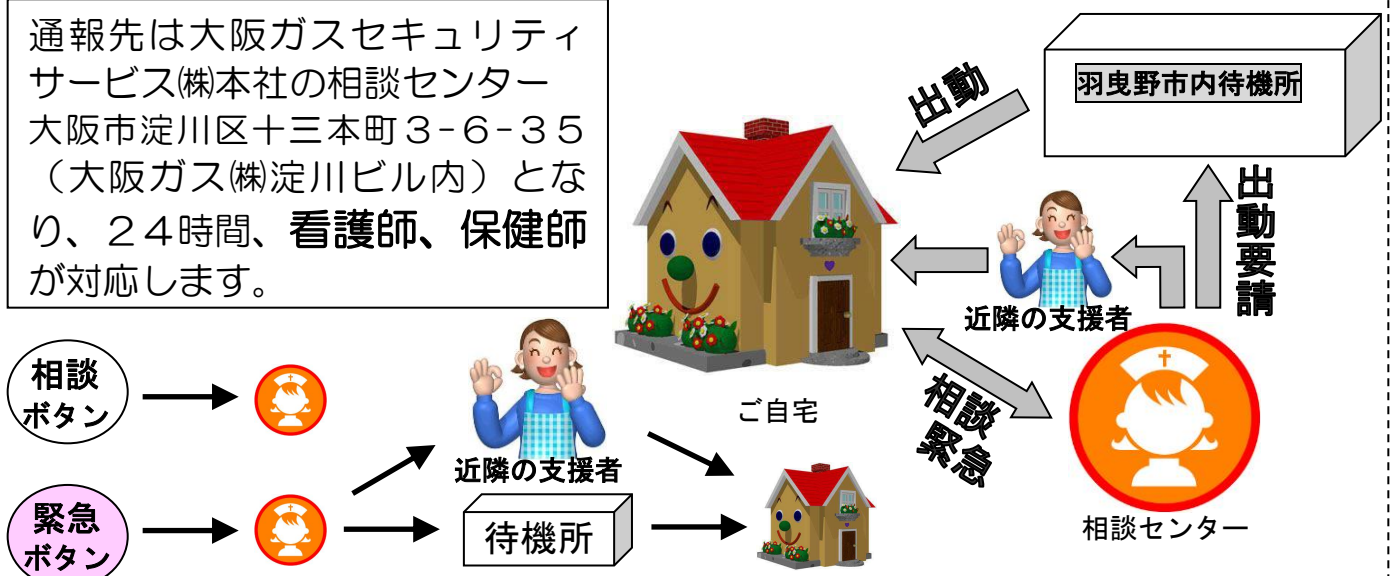 通報先は大阪ガスセキュリティ
サービス㈱本社の相談センター
大阪市淀川区十三本町３-６-３５
（大阪ガス㈱淀川ビル内）とな
り、２４時間、看護師、保健師
が対応します。
羽曳野市内待機所
出動
出動要請
近隣の支援者
ご自宅
相談
緊急
相談センター
相談
ボタン
近隣の支援者
緊急
ボタン
待機所